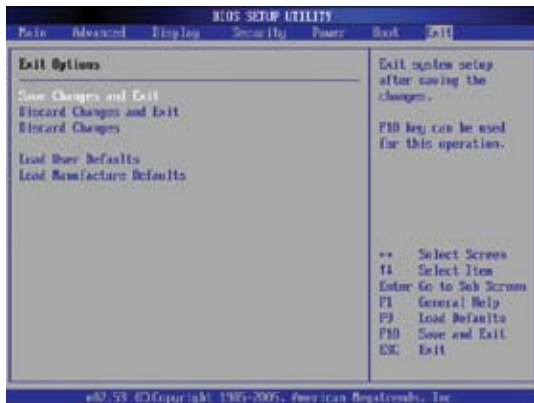 BIOS SETUP UTILITY
Main Advanced Display Security Power Boot Exit
Exit Options
Save Changes and Exit
Discard Changes and Exit
Discard Changes
Load User Defaults
Load Manufacture Defaults
Exit system setup
after saving the
changes.
F10 key can be used
for this operation.
↔ Select Screen
↑↓ Select Item
Enter Go to Sub Screen
F1 General Help
F9 Load Defaults
F10 Save and Exit
ESC Exit
v02.59 (C)Copyright 1985-2005, American Megatrends, Inc